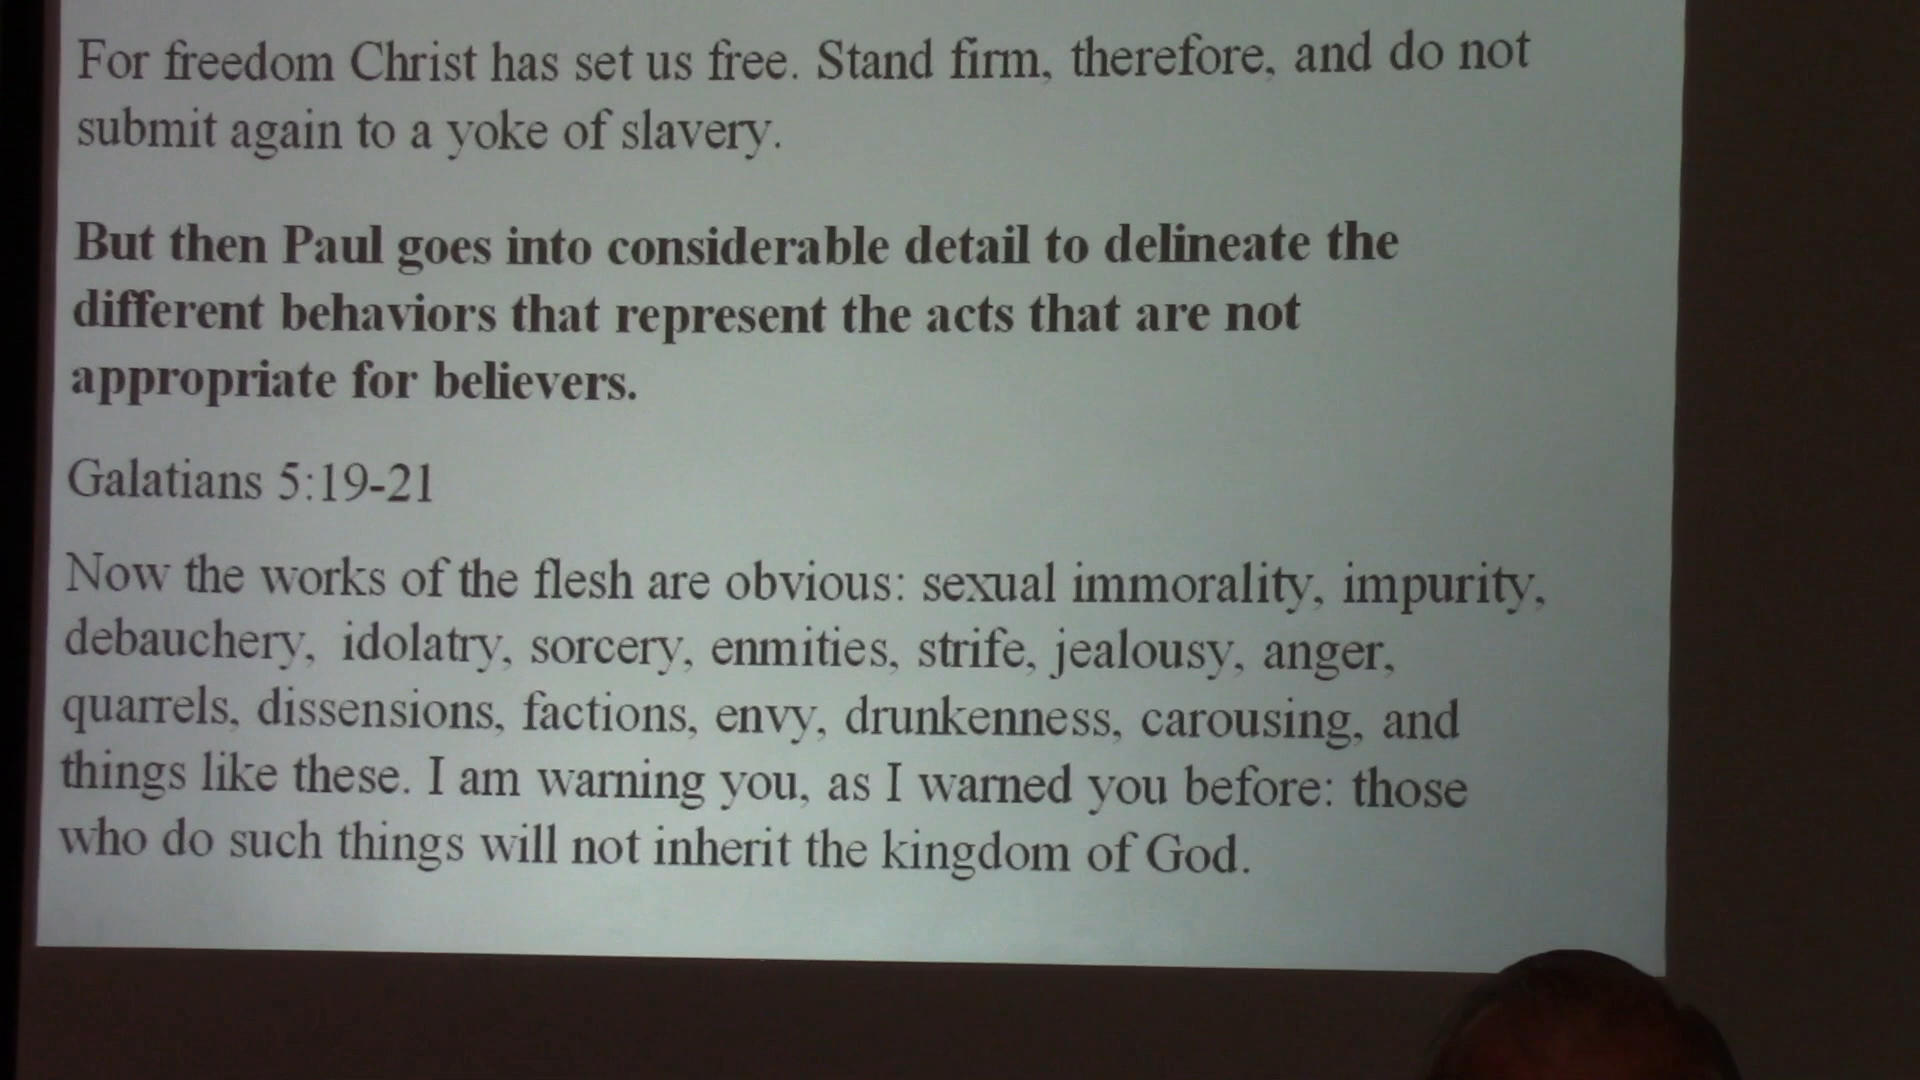 For freedom Christ has set us free. Stand firm, therefore, and do not
submit again to a yoke of slavery.
But then Paul goes into considerable detail to delineate the
different behaviors that represent the acts that are not
appropriate for believers.
Galatians 5:19-21
Now the works of the flesh are obvious: sexual immorality, impurity,
debauchery, idolatry, sorcery, enmities, strife, jealousy, anger,
quarrels, dissensions, factions, envy, drunkenness, carousing, and
things like these. I am warning you, as I warned you before: those
who do such things will not inherit the kingdom of God.